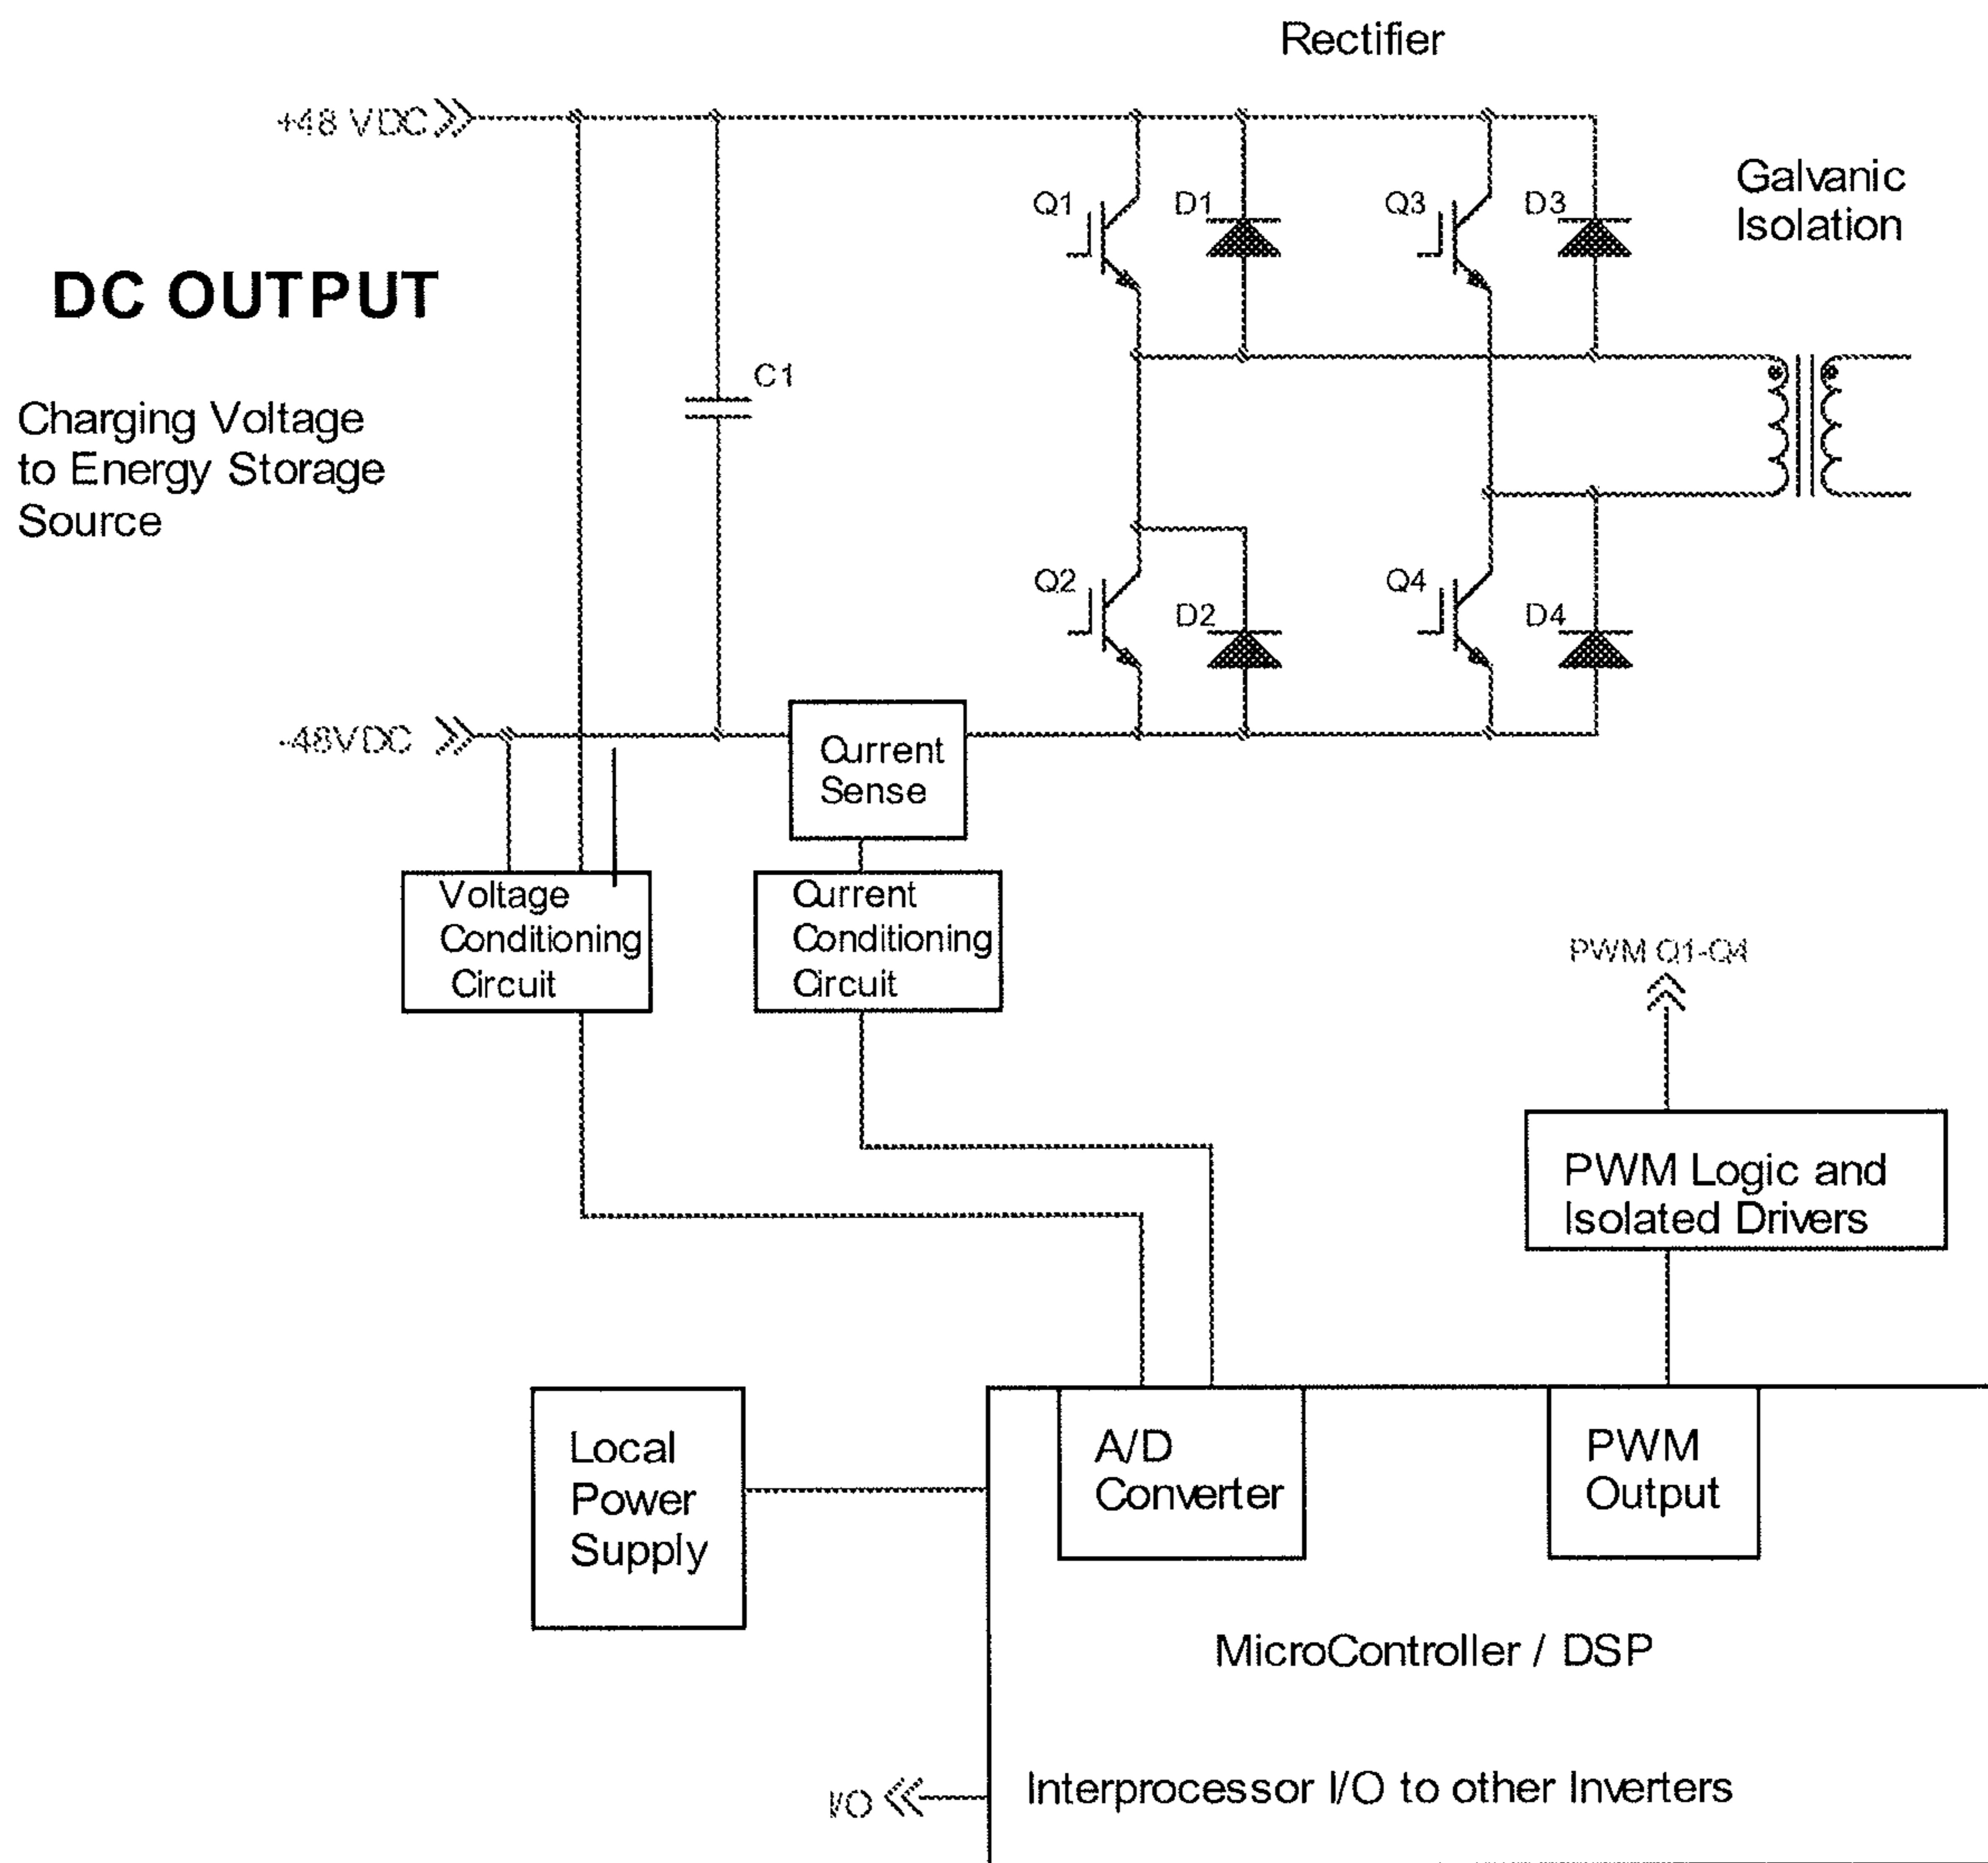 Rectifier
+48 VDC
Galvanic
Isolation
Q1
D1
Q3
D3
DC OUTPUT
C1
Charging Voltage
to Energy Storage
Source
Q2
D2
Q4
D4
-48VDC
Current
Sense
Voltage
Conditioning
Circuit
Current
Conditioning
Circuit
PWM Q1-Q4
PWM Logic and
Isolated Drivers
Local
Power
Supply
A/D
Converter
PWM
Output
MicroController / DSP
I/O
Interprocessor I/O to other Inverters